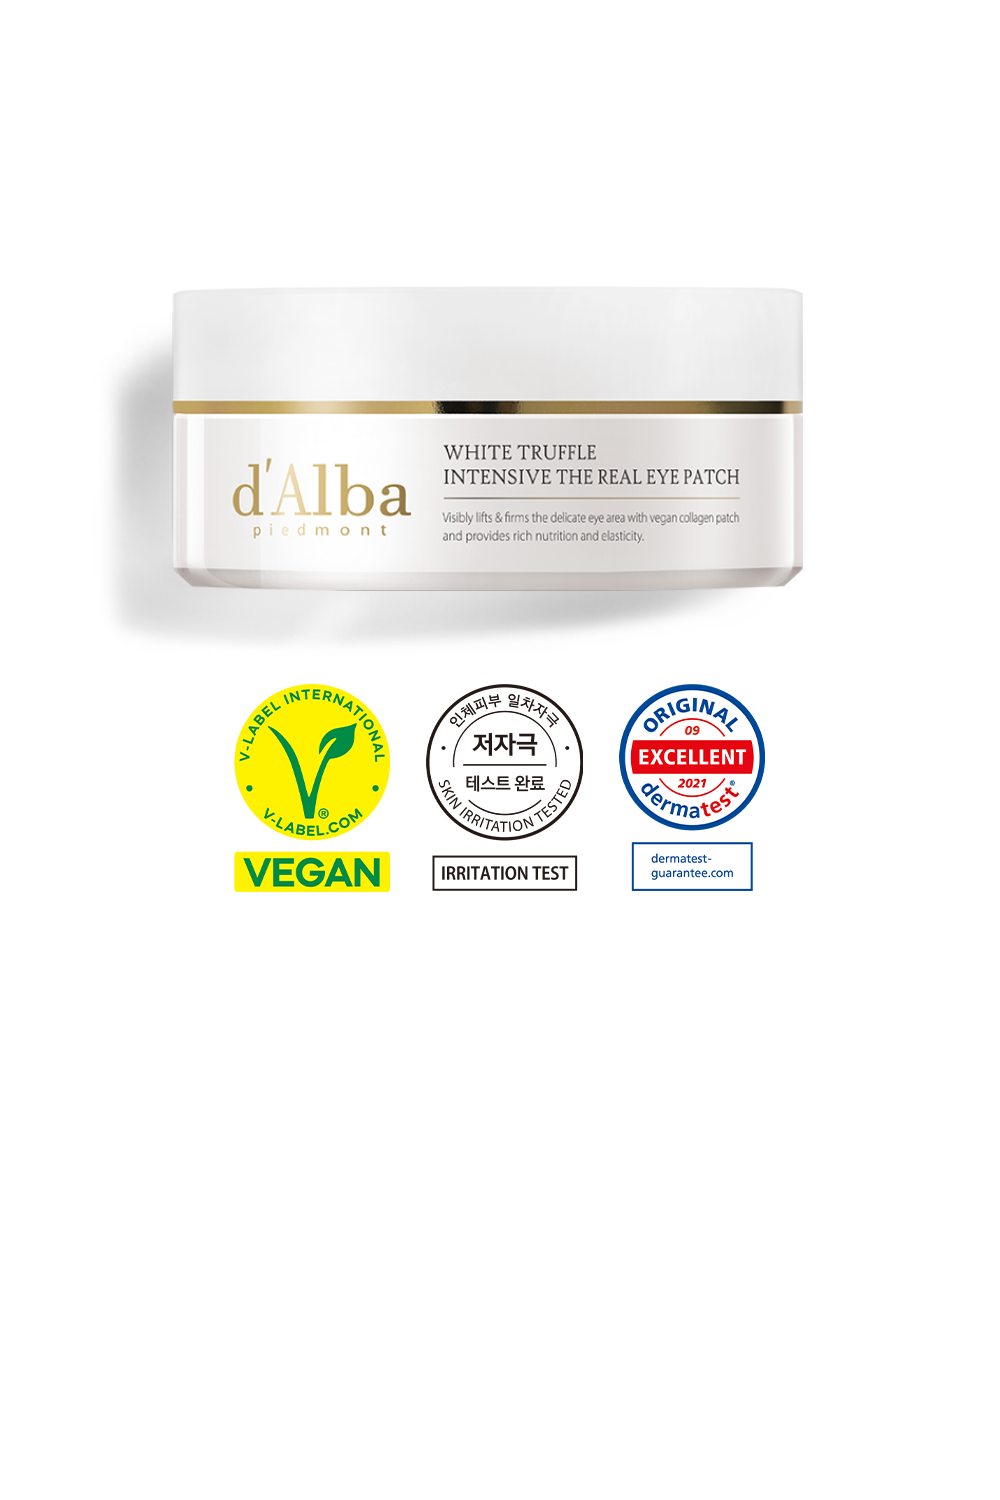 d'Alba
piedmont
WHITE TRUFFLE
INTENSIVE THE REAL EYE PATCH
Visibly lifts & firms the delicate eye area with vegan collagen patch
and provides rich nutrition and elasticity.
V-LABEL INTERNATIONAL
®
V-LABEL.COM
VEGAN
인체피부 일차자극
저자극
테스트 완료
SKIN IRRITATION TESTED
IRRITATION TEST
ORIGINAL
09
EXCELLENT
2021
dermatest®
dermatest-
guarantee.com